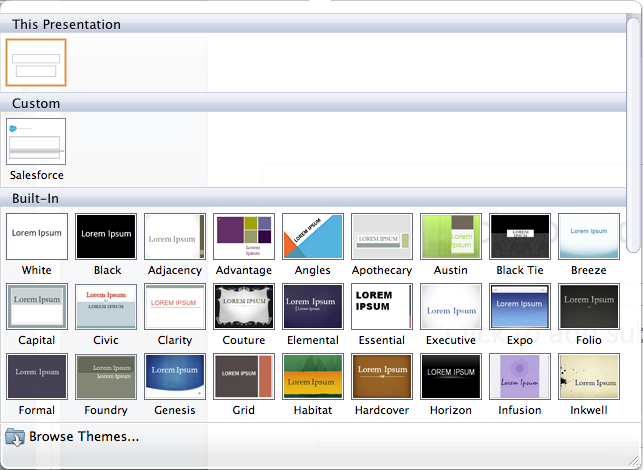 This Presentation
Custom
Salesforce
Built-In
Lorem Ipsum Lorem Ipsum Lorem Ipsum Lorem Ipsum LOREM IPSUM LOREM IPSUM Lorem Ipsum LOREM IPSUM Lorem Ipsum
White Black Adjacency Advantage Angles Apothecary Austin Black Tie Breeze
Lorem Ipsum Lorem Ipsum LOREM IPSUM LOREM IPSUM Lorem Ipsum LOREM IPSUM Lorem Ipsum Lorem Ipsum Lorem Ipsum
Capital Civic Clarity Couture Elemental Essential Executive Expo Folio
Lorem Ipsum Lorem Ipsum Lorem Ipsum LOREM IPSUM Lorem Ipsum Lorem Ipsum LOREM IPSUM Lorem Ipsum Lorem Ipsum
Formal Foundry Genesis Grid Habitat Hardcover Horizon Infusion Inkwell
Browse Themes...